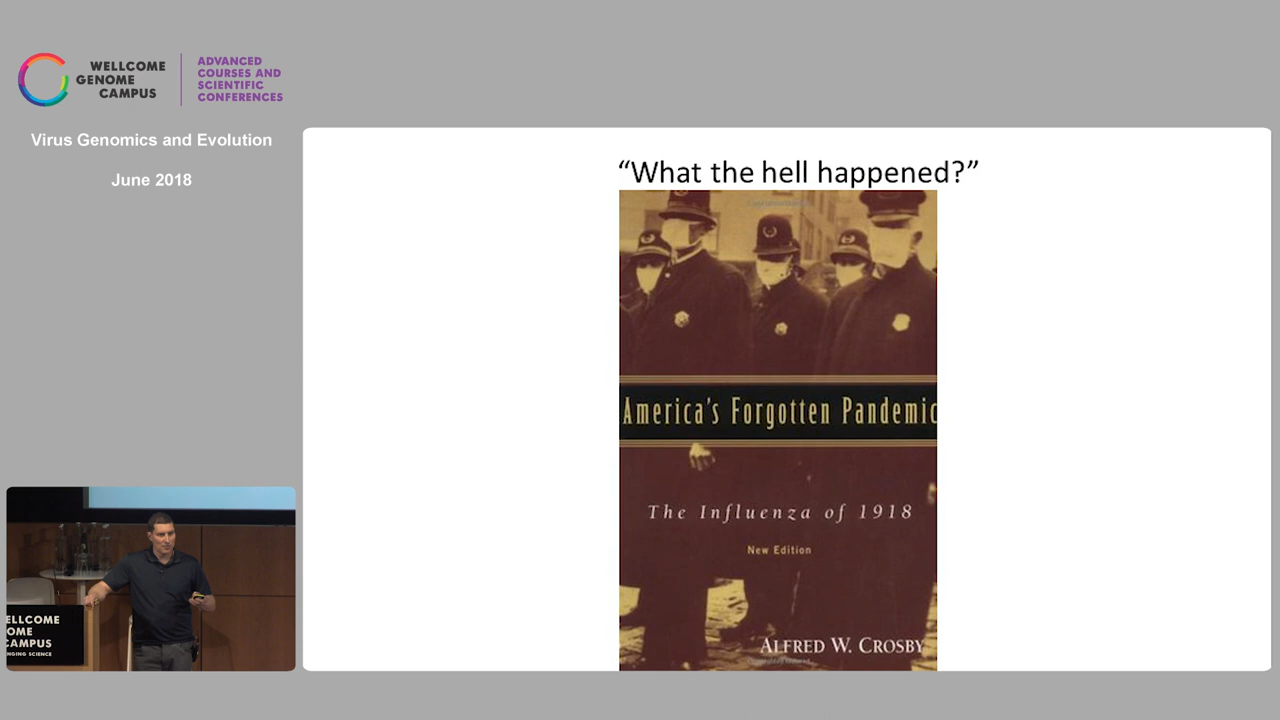 WELLCOME
GENOME
CAMPUS
ADVANCED
COURSES AND
SCIENTIFIC
CONFERENCES
Virus Genomics and Evolution
June 2018
“What the hell happened?”
America's Forgotten Pandemic
The Influenza of 1918
New Edition
ALFRED W. CROSBY
ELLCOME
OME
CAMPUS
NGING SCIENCE